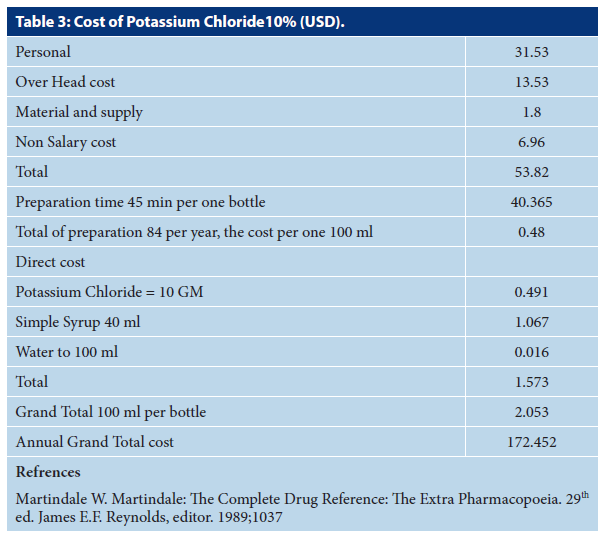 Table 3: Cost of Potassium Chloride10% (USD).
Personal 31.53
Over Head cost 13.53
Material and supply 1.8
Non Salary cost 6.96
Total 53.82
Preparation time 45 min per one bottle 40.365
Total of preparation 84 per year, the cost per one 100 ml 0.48
Direct cost
Potassium Chloride = 10 GM 0.491
Simple Syrup 40 ml 1.067
Water to 100 ml 0.016
Total 1.573
Grand Total 100 ml per bottle 2.053
Annual Grand Total cost 172.452
Refrences
Martindale W. Martindale: The Complete Drug Reference: The Extra Pharmacopoeia. 29th
ed. James E.F. Reynolds, editor. 1989;1037